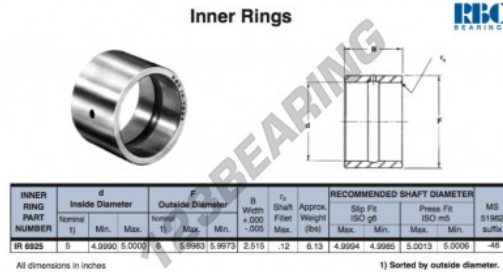 Inner Rings
RBC
BEARINGS
B
d
F
123BEARING
INNER RING PART NUMBER
d
Inside Diameter
Nominal 1) Min. Max.
F
Outside Diameter
Nominal 1) Min. Max.
B
Width
+.000
-.005
Shaft
Fillet
Max.
Approx.
Weight
(lbs)
RECOMMENDED SHAFT DIAMETER
Slip Fit
ISO g6
Max. Min.
Press Fit
ISO m5
Max. Min.
MS
51962
suffix
IR 6925 5 4.9990 5.0000 6 5.9983 5.9973 2.515 .12 6.13 4.9994 4.9985 5.0013 5.0006 -46
All dimensions in inches
1) Sorted by outside diameter.